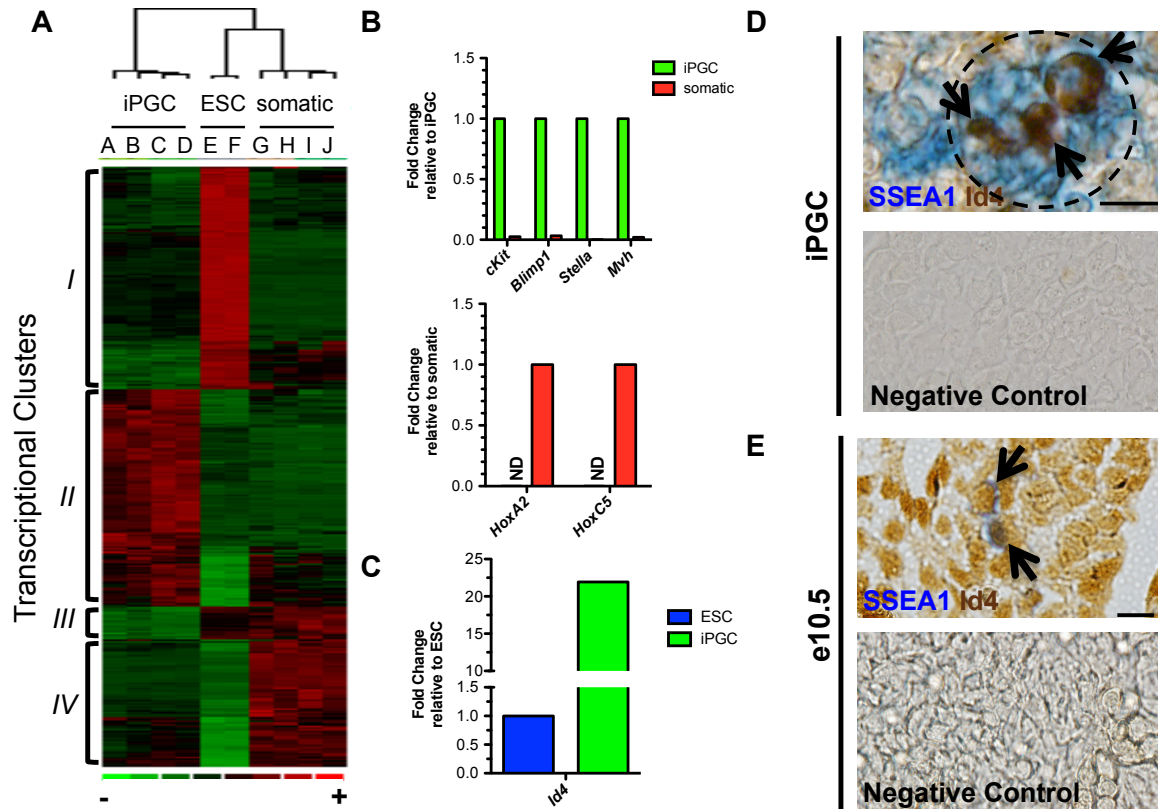 A
iPGC ESC somatic
A B C D E F G H I J
Transcriptional Clusters
I
II
III
IV
- +
B
Fold Change
relative to iPGC
1.5
1.0
0.5
0.0
iPGC
somatic
cKit Blimp1 Stella Mvh
Fold Change
relative to somatic
1.5
1.0
0.5
0.0
ND ND
HoxA2 HoxC5
C
Fold Change
relative to ESC
25
22
20
15
10
1.5
1.0
0.5
0.0
ESC
iPGC
Id4
D
iPGC
SSEA1 Id4
Negative Control
E
e10.5
SSEA1 Id4
Negative Control